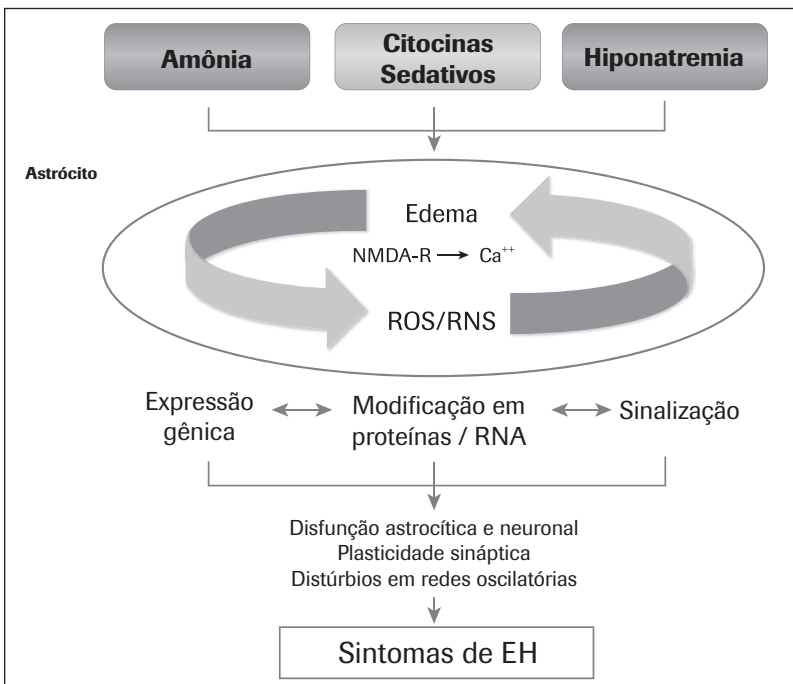 Amônia
Citocinas
Sedativos
Hiponatremia
Astrócito
Edema
NMDA-R → Ca⁺⁺
ROS/RNS
Expressão
gênica
Modificação em
proteínas / RNA
Sinalização
Disfunção astrocítica e neuronal
Plasticidade sináptica
Distúrbios em redes oscilatórias
Sintomas de EH